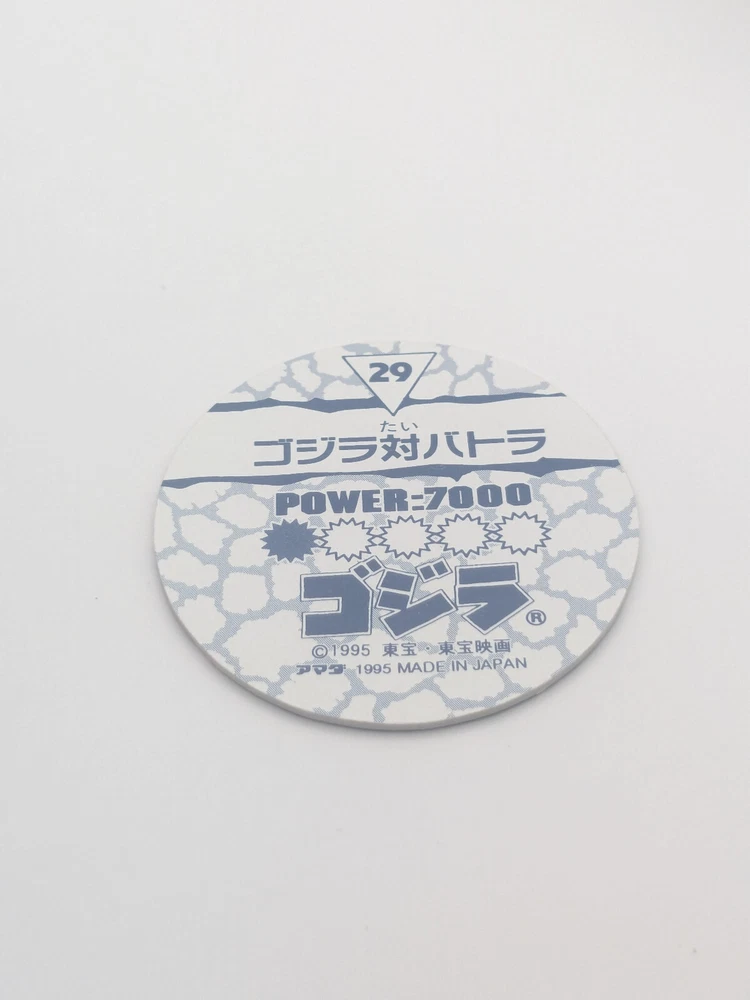 29
たい
ゴジラ対バトラ
POWER:7000
ゴジラ®
©1995 東宝・東宝映画
アマダ 1995 MADE IN JAPAN